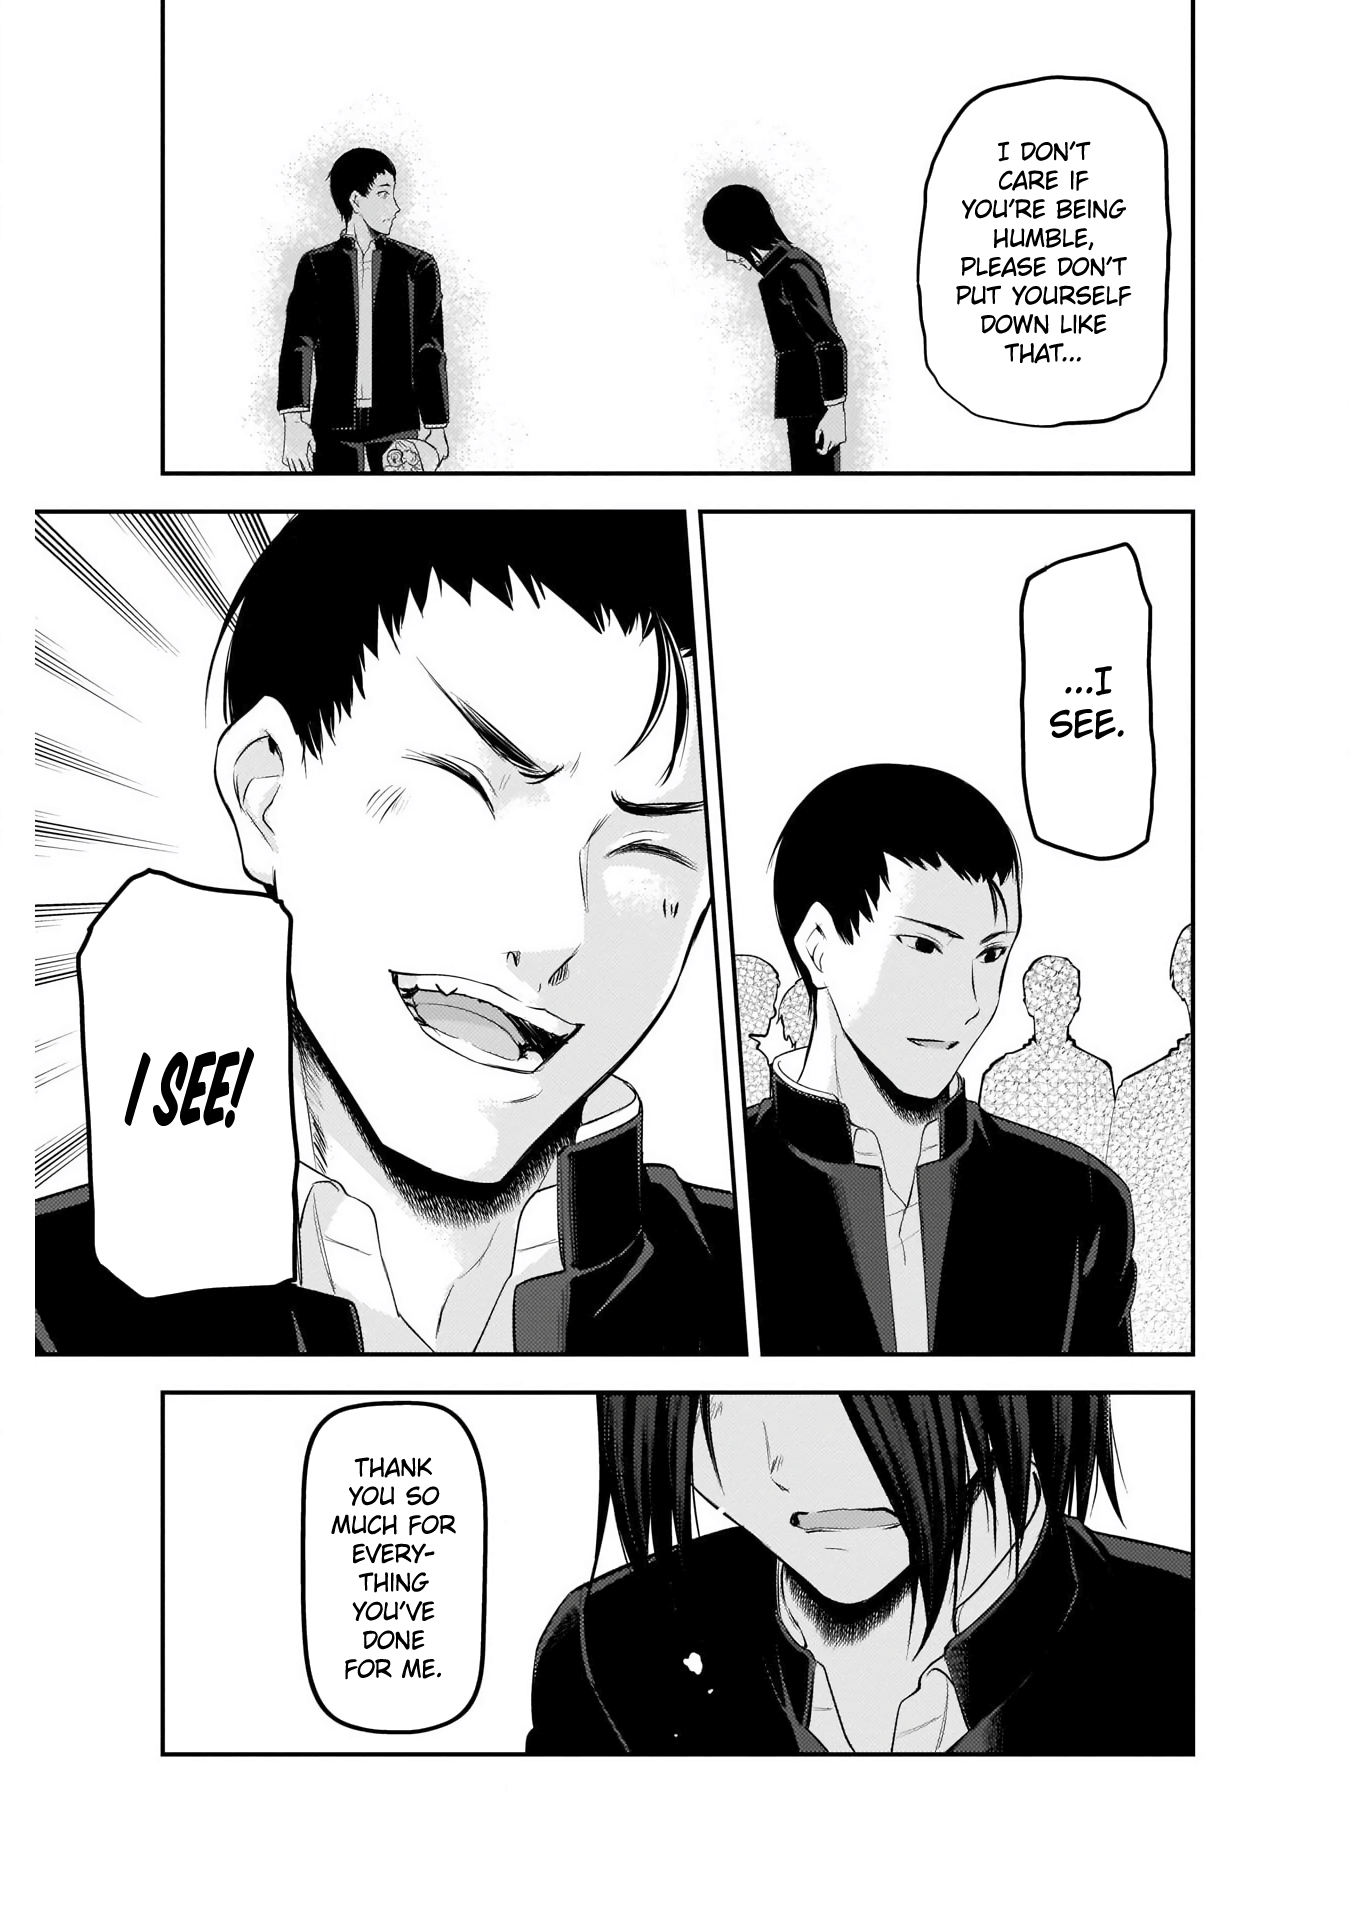 I DON'T
CARE IF
YOU'RE BEING
HUMBLE,
PLEASE DON'T
PUT YOURSELF
DOWN LIKE
THAT...
...I
SEE.
I SEE!
THANK
YOU SO
MUCH FOR
EVERY-
THING
YOU'VE
DONE
FOR ME.